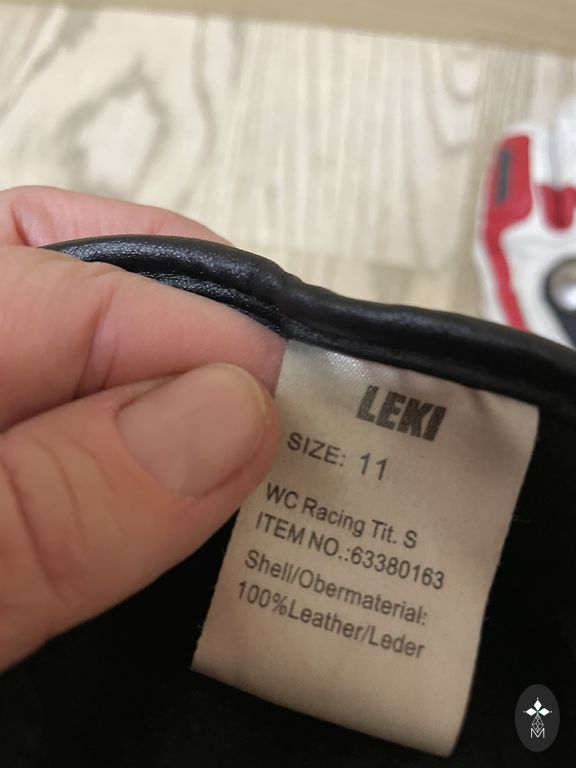 LEKI
SIZE: 11
WC Racing Tit. S
ITEM NO.:63380163
Shell/Obermaterial:
100%Leather/Leder
M